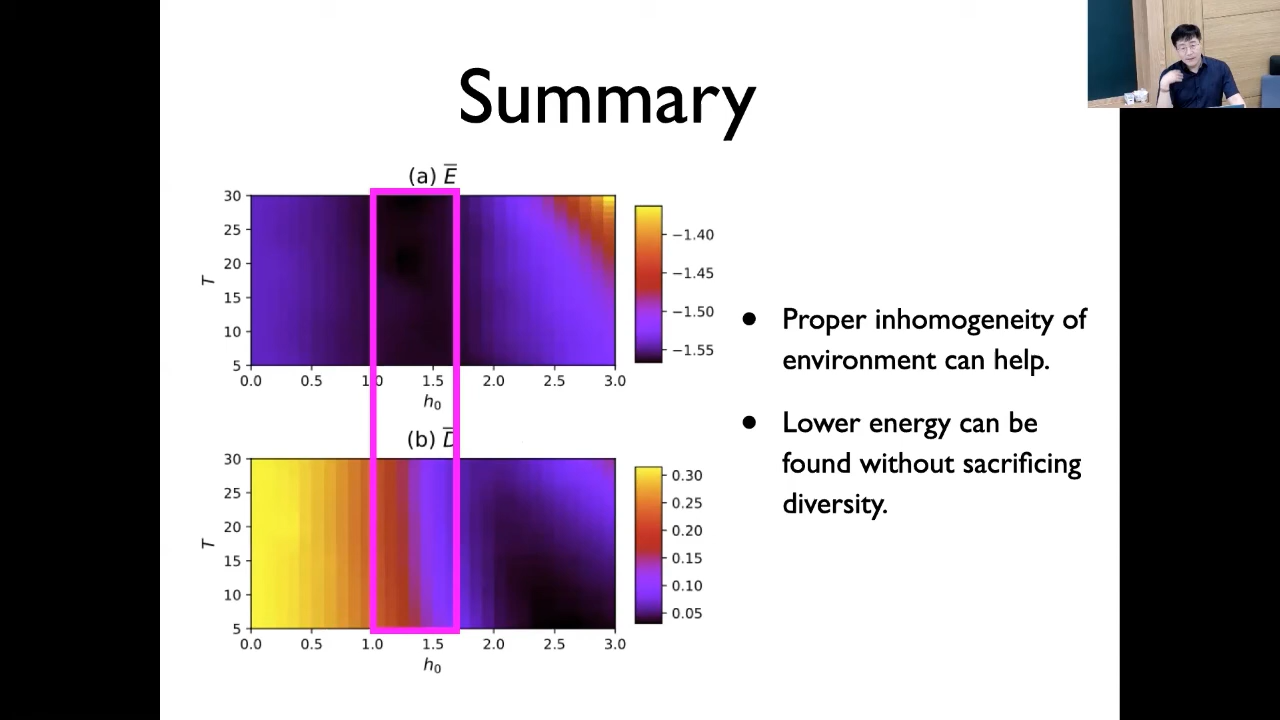 Summary
(a) E̅
30
25
20
15
10
5
T
0.0 0.5 1.0 1.5 2.0 2.5 3.0
h₀
−1.40
−1.45
−1.50
−1.55
(b) D̅
30
25
20
15
10
5
T
0.0 0.5 1.0 1.5 2.0 2.5 3.0
h₀
0.30
0.25
0.20
0.15
0.10
0.05
• Proper inhomogeneity of
environment can help.
• Lower energy can be
found without sacrificing
diversity.